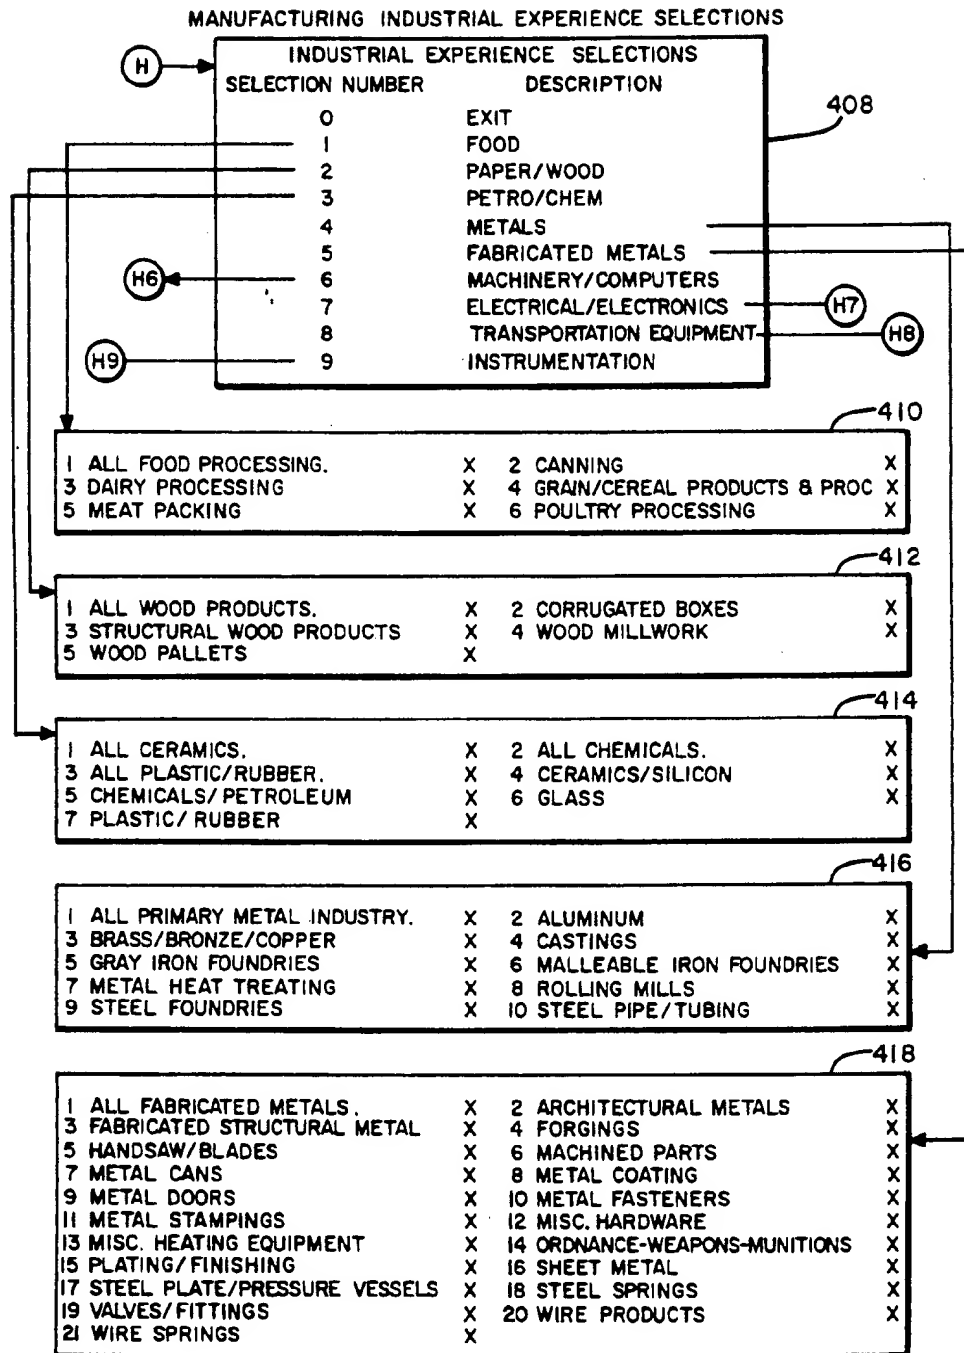 MANUFACTURING INDUSTRIAL EXPERIENCE SELECTIONS
H
INDUSTRIAL EXPERIENCE SELECTIONS
SELECTION NUMBER DESCRIPTION
408
0 EXIT
1 FOOD
2 PAPER/WOOD
3 PETRO/CHEM
4 METALS
5 FABRICATED METALS
H6 6 MACHINERY/COMPUTERS
7 ELECTRICAL/ELECTRONICS H7
8 TRANSPORTATION EQUIPMENT H8
H9 9 INSTRUMENTATION
410
1 ALL FOOD PROCESSING. X 2 CANNING X
3 DAIRY PROCESSING X 4 GRAIN/CEREAL PRODUCTS & PROC X
5 MEAT PACKING X 6 POULTRY PROCESSING X
412
1 ALL WOOD PRODUCTS. X 2 CORRUGATED BOXES X
3 STRUCTURAL WOOD PRODUCTS X 4 WOOD MILLWORK X
5 WOOD PALLETS X
414
1 ALL CERAMICS. X 2 ALL CHEMICALS. X
3 ALL PLASTIC/RUBBER. X 4 CERAMICS/SILICON X
5 CHEMICALS/PETROLEUM X 6 GLASS X
7 PLASTIC/RUBBER X
416
1 ALL PRIMARY METAL INDUSTRY. X 2 ALUMINUM X
3 BRASS/BRONZE/COPPER X 4 CASTINGS X
5 GRAY IRON FOUNDRIES X 6 MALLEABLE IRON FOUNDRIES X
7 METAL HEAT TREATING X 8 ROLLING MILLS X
9 STEEL FOUNDRIES X 10 STEEL PIPE/TUBING X
418
1 ALL FABRICATED METALS. X 2 ARCHITECTURAL METALS X
3 FABRICATED STRUCTURAL METAL X 4 FORGINGS X
5 HANDSAW/BLADES X 6 MACHINED PARTS X
7 METAL CANS X 8 METAL COATING X
9 METAL DOORS X 10 METAL FASTENERS X
11 METAL STAMPINGS X 12 MISC. HARDWARE X
13 MISC. HEATING EQUIPMENT X 14 ORDNANCE-WEAPONS-MUNITIONS X
15 PLATING/FINISHING X 16 SHEET METAL X
17 STEEL PLATE/PRESSURE VESSELS X 18 STEEL SPRINGS X
19 VALVES/FITTINGS X 20 WIRE PRODUCTS X
21 WIRE SPRINGS X